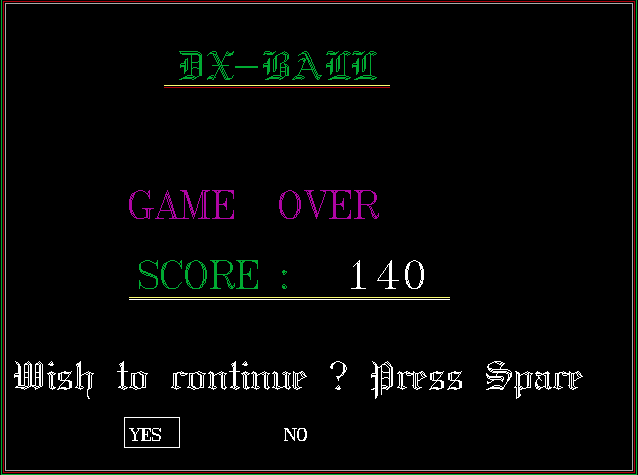 DX-BALL
GAME OVER
SCORE : 140
Wish to continue ? Press Space
YES NO